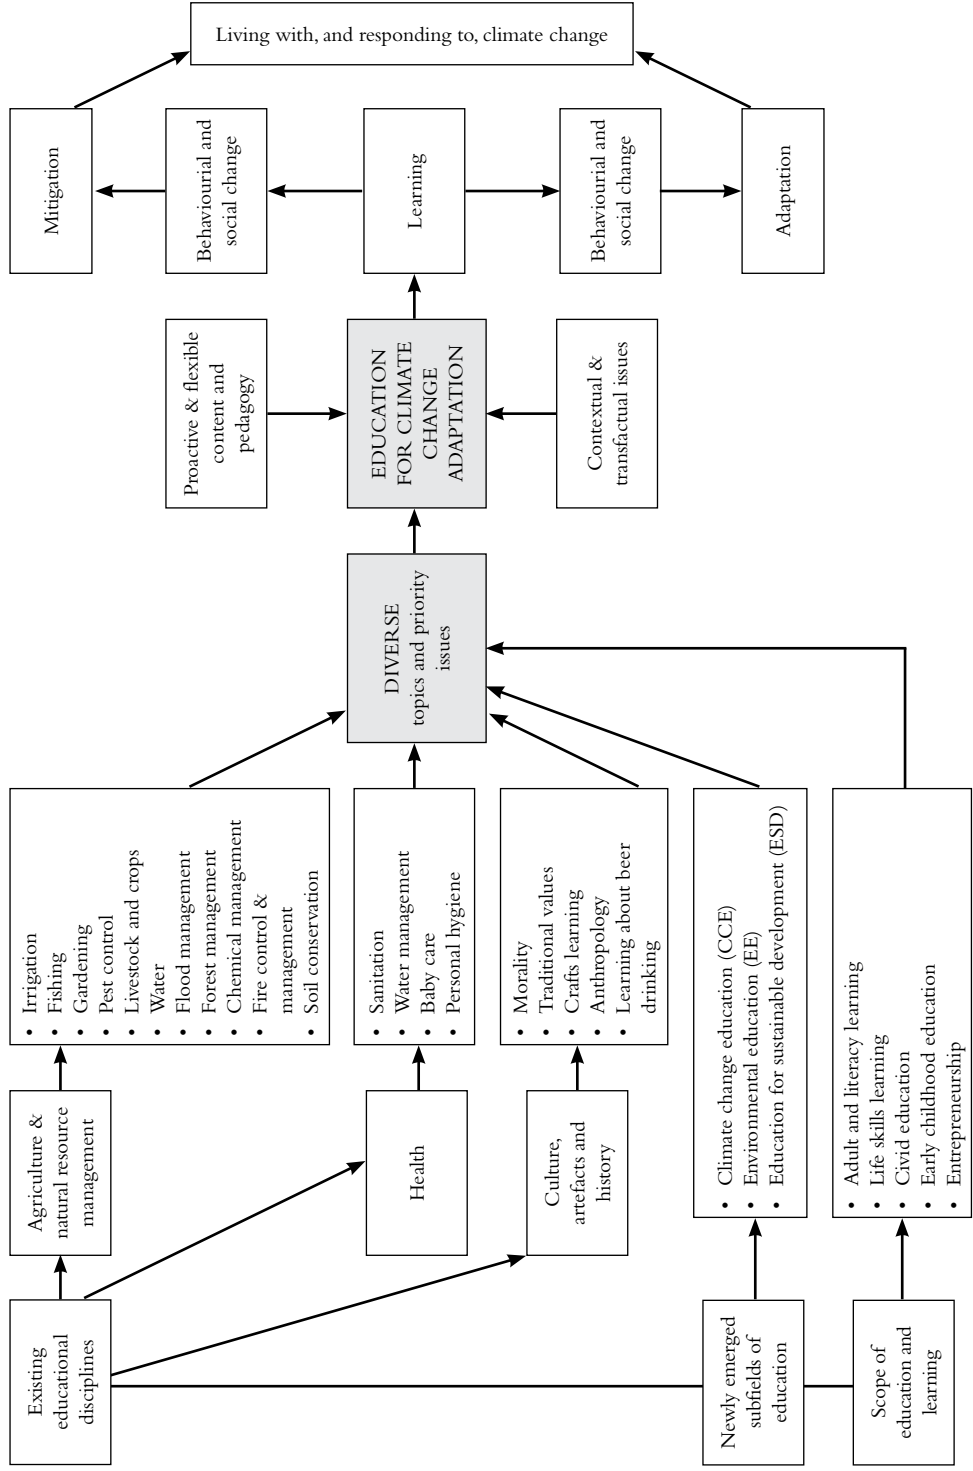 Living with, and responding to, climate change
Mitigation
Behaviourial and
social change
Learning
Behaviourial and
social change
Adaptation
Proactive & flexible
content and
pedagogy
EDUCATION
FOR CLIMATE
CHANGE
ADAPTATION
Contextual &
transfactual issues
DIVERSE
topics and priority
issues
• Irrigation
• Fishing
• Gardening
• Pest control
• Livestock and crops
• Water
• Flood management
• Forest management
• Chemical management
• Fire control &
management
• Soil conservation
• Sanitation
• Water management
• Baby care
• Personal hygiene
• Morality
• Traditional values
• Crafts learning
• Anthropology
• Learning about beer
drinking
• Climate change education (CCE)
• Environmental education (EE)
• Education for sustainable development (ESD)
• Adult and literacy learning
• Life skills learning
• Civid education
• Early childhood education
• Entrepreneurship
Agriculture &
natural resource
management
Health
Culture,
artefacts and
history
Existing
educational
disciplines
Newly emerged
subfields of
education
Scope of
education and
learning